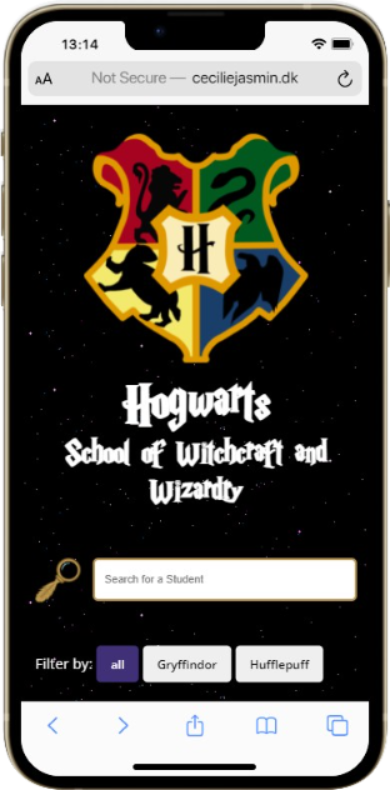 13:14
AA Not Secure — ceciliejasmin.dk
H
Hogwarts
School of Witchcraft and
Wizardry
Search for a Student
Filter by: all Gryffindor Hufflepuff